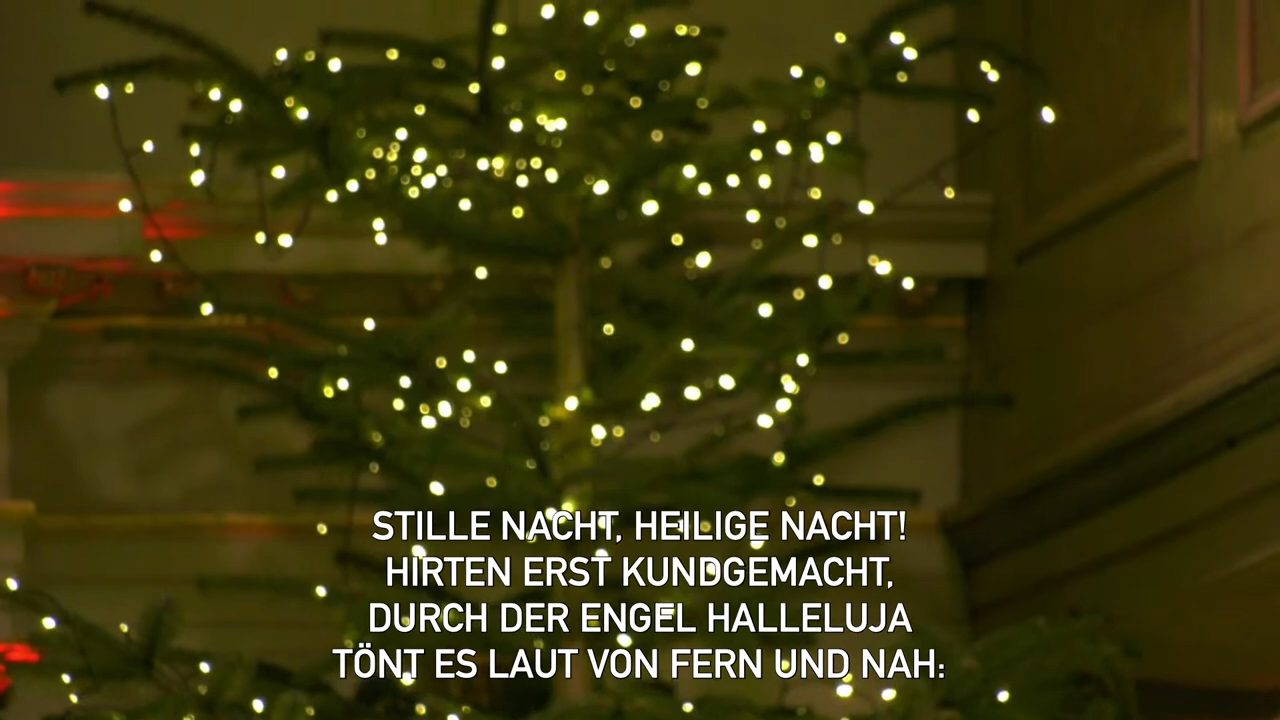 STILLE NACHT, HEILIGE NACHT!
HIRTEN ERST KUNDGEMACHT,
DURCH DER ENGEL HALLELUJA
TÖNT ES LAUT VON FERN UND NAH: